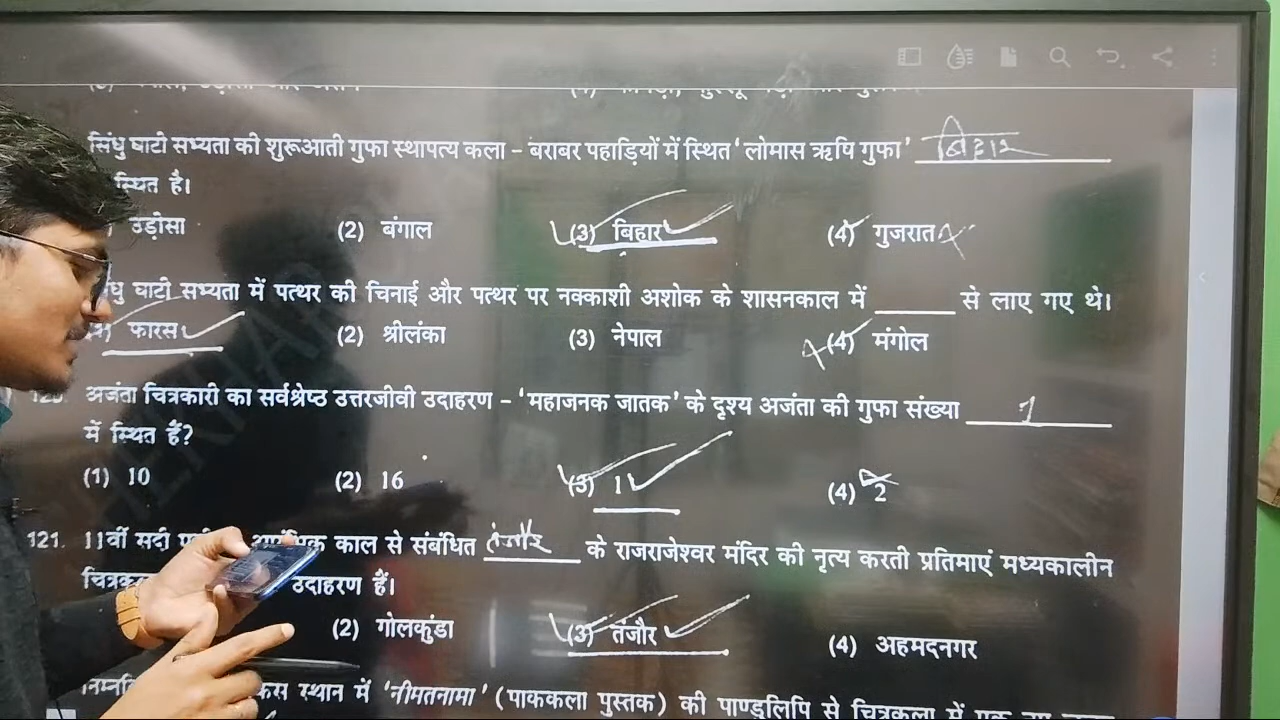 सिंधु घाटी सभ्यता की शुरूआती गुफा स्थापत्य कला – बराबर पहाड़ियों में स्थित 'लोमास ऋषि गुफा' बिहार
स्थित है।
उड़ीसा (2) बंगाल (3) बिहार (4) गुजरात
घाटी सभ्यता में पत्थर की चिनाई और पत्थर पर नक्काशी अशोक के शासनकाल में ______ से लाए गए थे।
फारस (2) श्रीलंका (3) नेपाल (4) मंगोल
अजंता चित्रकारी का सर्वश्रेष्ठ उत्तरजीवी उदाहरण – 'महाजनक जातक' के दृश्य अजंता की गुफा संख्या 1
में स्थित हैं?
(1) 10 (2) 16 (3) 1 (4) 2
121. 11वीं सदी काल से संबंधित तंजौर के राजराजेश्वर मंदिर की नृत्य करती प्रतिमाएं मध्यकालीन
उदाहरण हैं।
(2) गोलकुंडा (3) तंजौर (4) अहमदनगर
स्थान में 'नीमतनामा' (पाककला पुस्तक) की पाण्डुलिपि से चित्रकला में